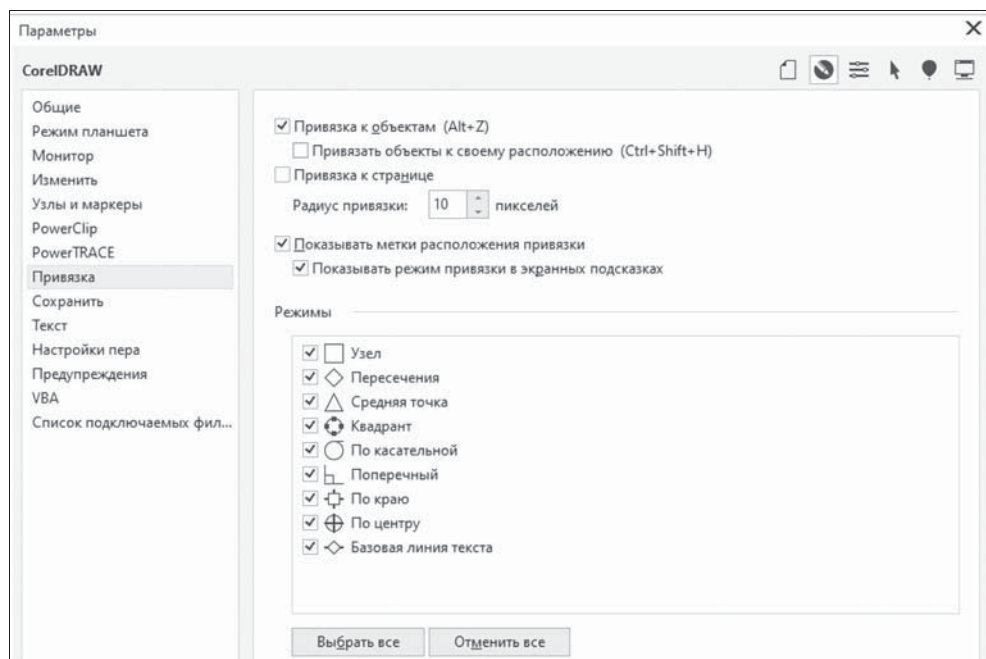 Параметры
CorelDRAW
Общие
Режим планшета
Монитор
Изменить
Узлы и маркеры
PowerClip
PowerTRACE
Привязка
Сохранить
Текст
Настройки пера
Предупреждения
VBA
Список подключаемых фил...
Привязка к объектам (Alt+Z)
Привязать объекты к своему расположению (Ctrl+Shift+H)
Привязка к странице
Радиус привязки: 10 пикселей
Показывать метки расположения привязки
Показывать режим привязки в экранных подсказках
Режимы
Узел
Пересечения
Средняя точка
Квадрант
По касательной
Поперечный
По краю
По центру
Базовая линия текста
Выбрать все
Отменить все